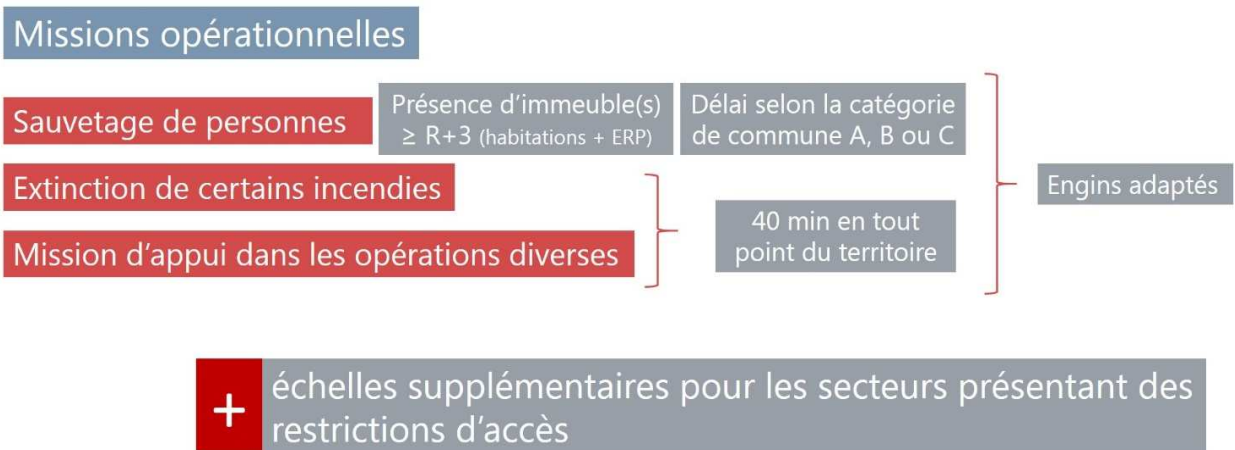 Missions opérationnelles
Sauvetage de personnes
Présence d'immeuble(s)
≥ R+3 (habitations + ERP)
Délai selon la catégorie
de commune A, B ou C
Extinction de certains incendies
Mission d'appui dans les opérations diverses
40 min en tout
point du territoire
Engins adaptés
+
échelles supplémentaires pour les secteurs présentant des
restrictions d'accès